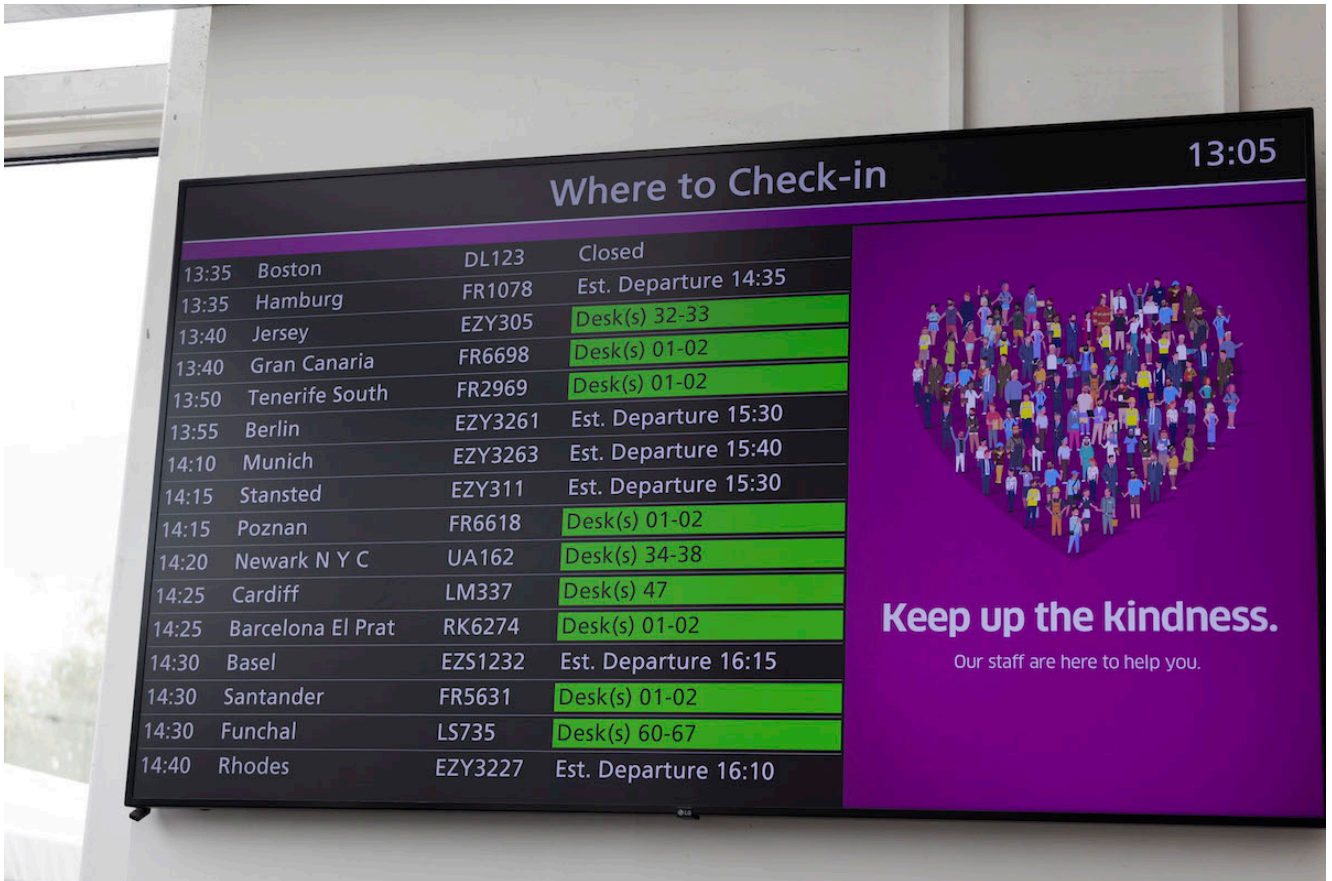 Where to Check-in 13:05
13:35 Boston DL123 Closed
13:35 Hamburg FR1078 Est. Departure 14:35
13:40 Jersey EZY305 Desk(s) 32-33
13:40 Gran Canaria FR6698 Desk(s) 01-02
13:50 Tenerife South FR2969 Desk(s) 01-02
13:55 Berlin EZY3261 Est. Departure 15:30
14:10 Munich EZY3263 Est. Departure 15:40
14:15 Stansted EZY311 Est. Departure 15:30
14:15 Poznan FR6618 Desk(s) 01-02
14:20 Newark N Y C UA162 Desk(s) 34-38
14:25 Cardiff LM337 Desk(s) 47
14:25 Barcelona El Prat RK6274 Desk(s) 01-02
14:30 Basel EZS1232 Est. Departure 16:15
14:30 Santander FR5631 Desk(s) 01-02
14:30 Funchal LS735 Desk(s) 60-67
14:40 Rhodes EZY3227 Est. Departure 16:10
Keep up the kindness.
Our staff are here to help you.
LG